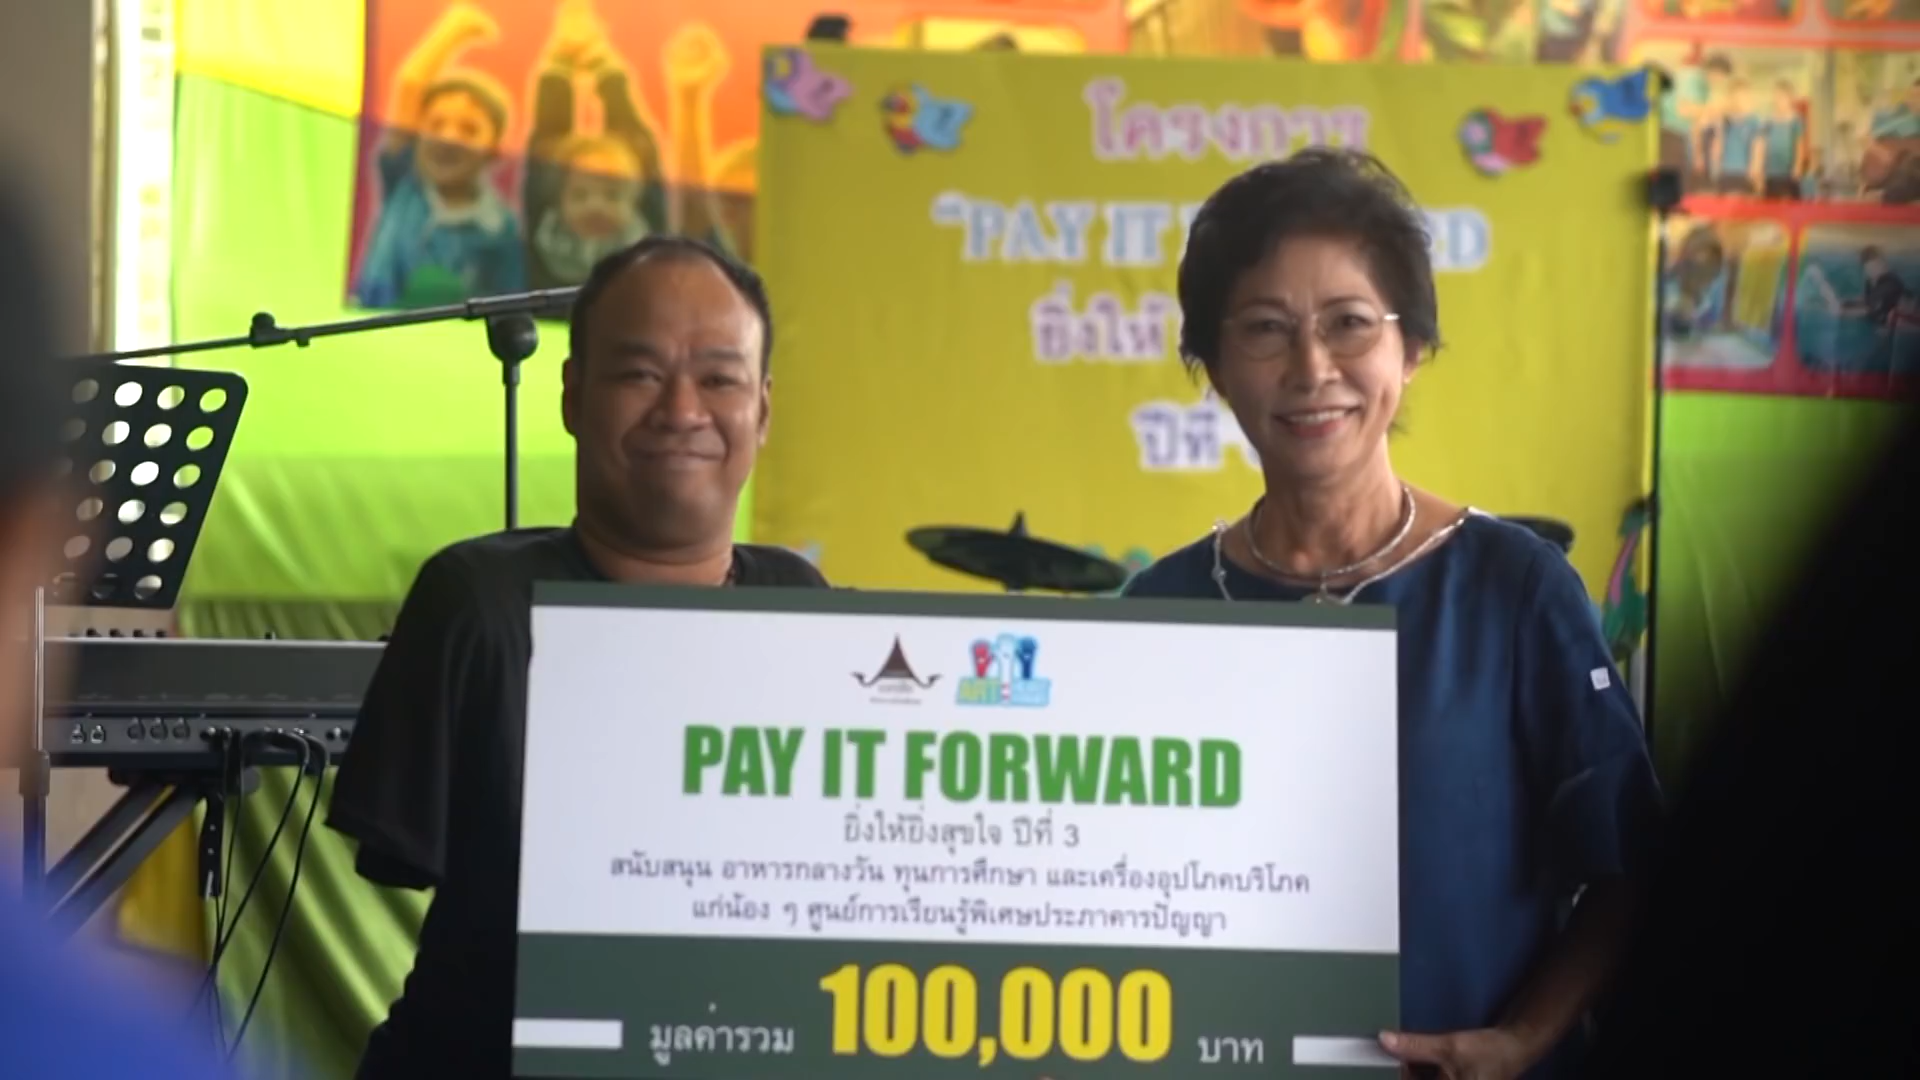 โครงการ
"PAY IT
ยิ่งให้
ปีที่
PAY IT FORWARD
ยิ่งให้ยิ่งสุขใจ ปีที่ 3
สนับสนุน อาหารกลางวัน ทุนการศึกษา และเครื่องอุปโภคบริโภค
แก่น้อง ๆ ศูนย์การเรียนรู้พิเศษประภาคารปัญญา
มูลค่ารวม 100,000 บาท